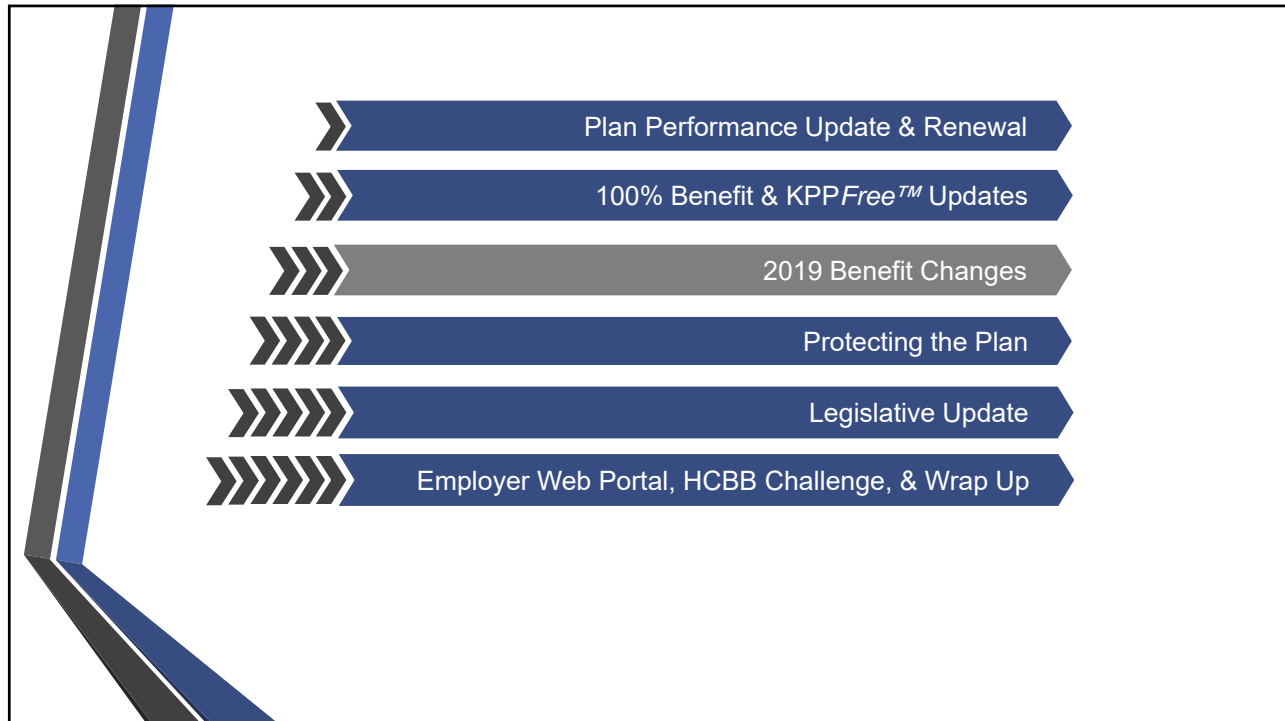 Plan Performance Update & Renewal
100% Benefit & KPPFree™ Updates
2019 Benefit Changes
Protecting the Plan
Legislative Update
Employer Web Portal, HCBB Challenge, & Wrap Up